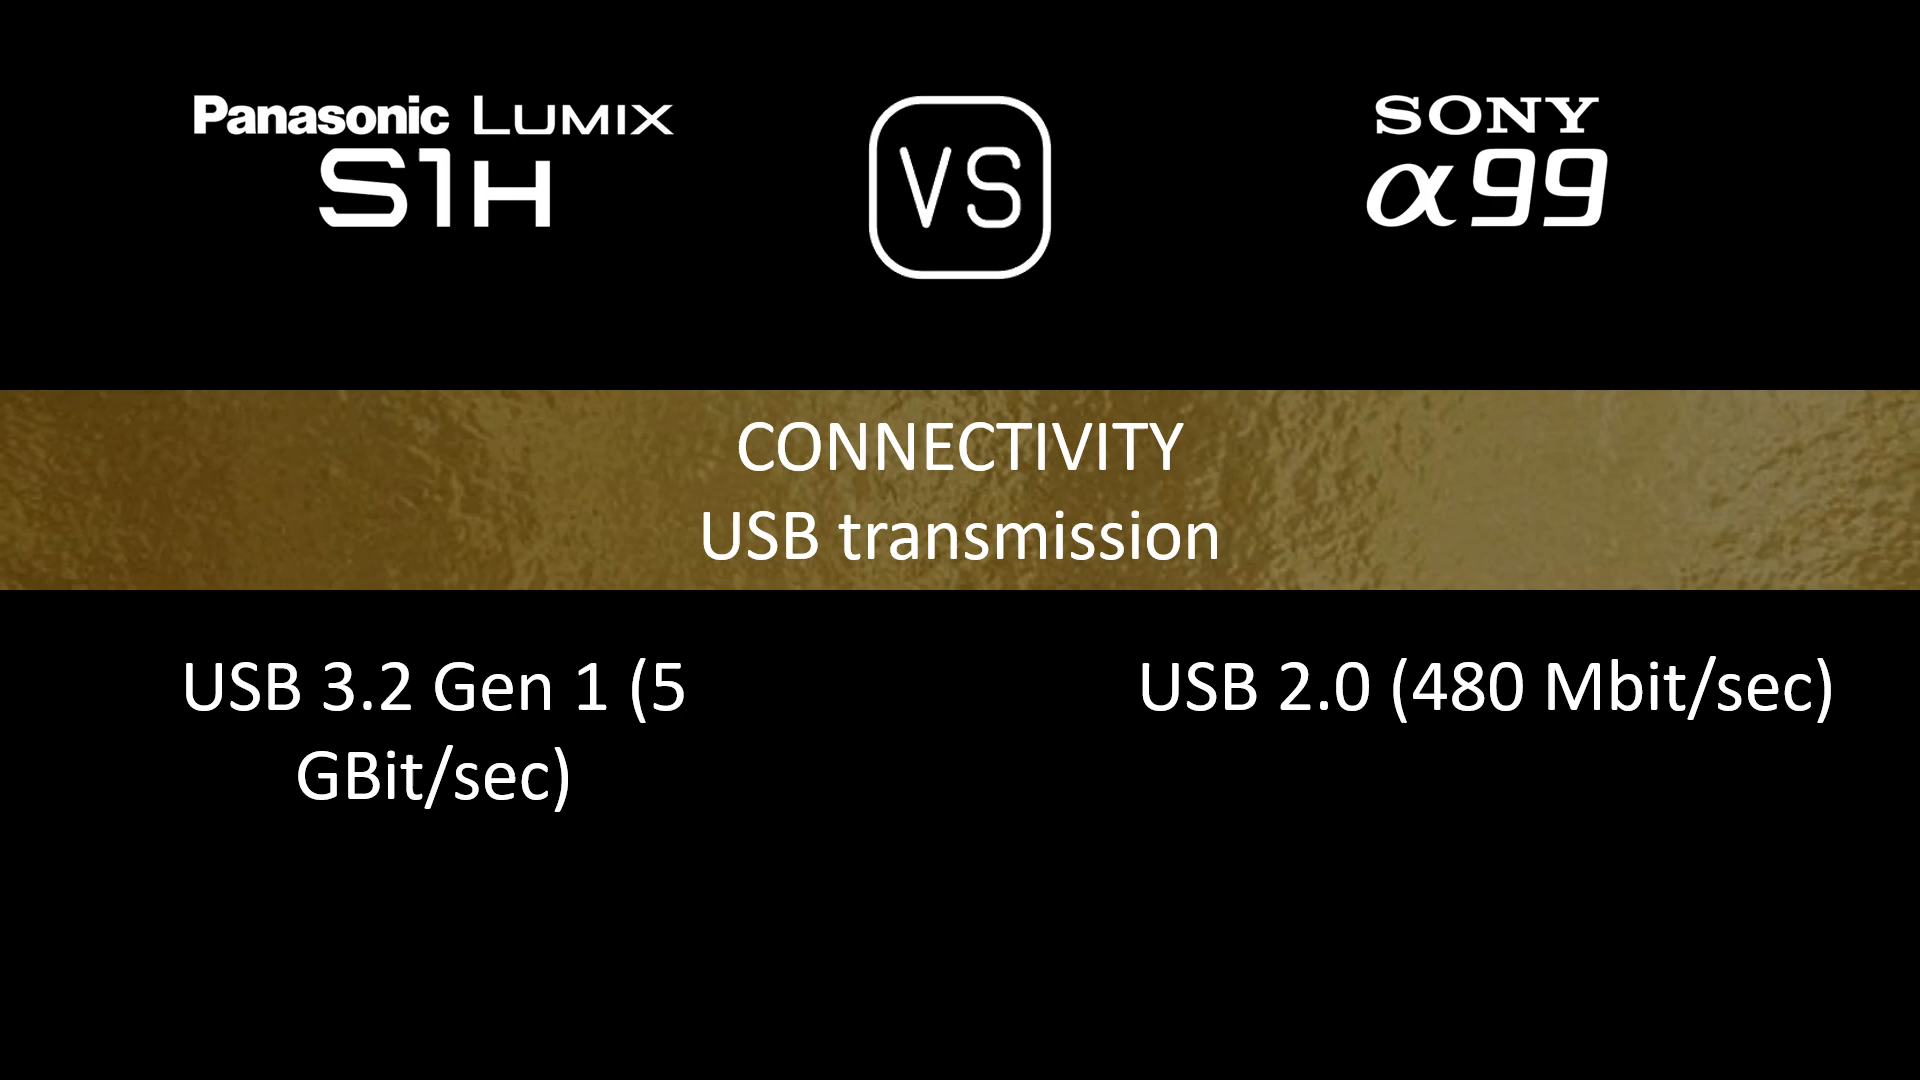 Panasonic LUMIX
S1H
VS
SONY
α99
CONNECTIVITY
USB transmission
USB 3.2 Gen 1 (5
GBit/sec)
USB 2.0 (480 Mbit/sec)